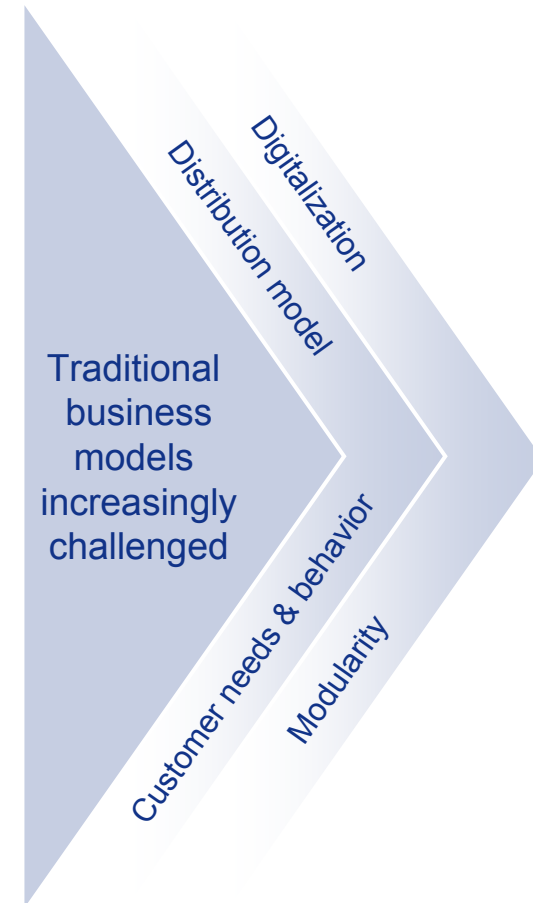 Digitalization
Distribution model
Traditional
business
models
increasingly
challenged
Customer needs & behavior
Modularity